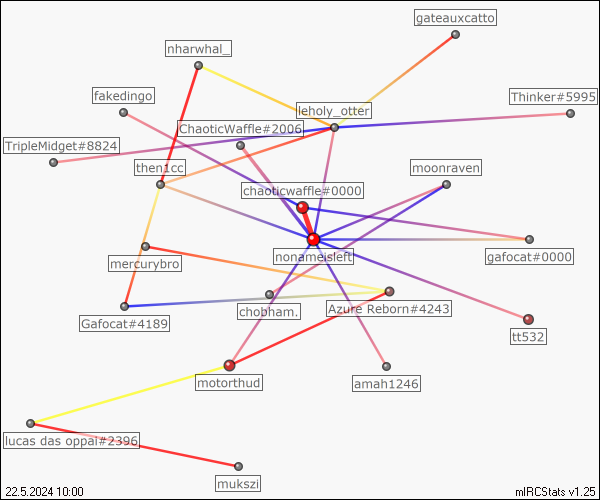 gateauxcatto
nharwhal_
fakedingo
Thinker#5995
leholy_otter
ChaoticWaffle#2006
TripleMidget#8824
then1cc
moonraven
chaoticwaffle#0000
nonameisleft
gafocat#0000
mercurybro
chobham.
Azure Reborn#4243
Gafocat#4189
tt532
motorthud
amah1246
lucas das oppai#2396
mukszi
22.5.2024 10:00
mIRCStats v1.25